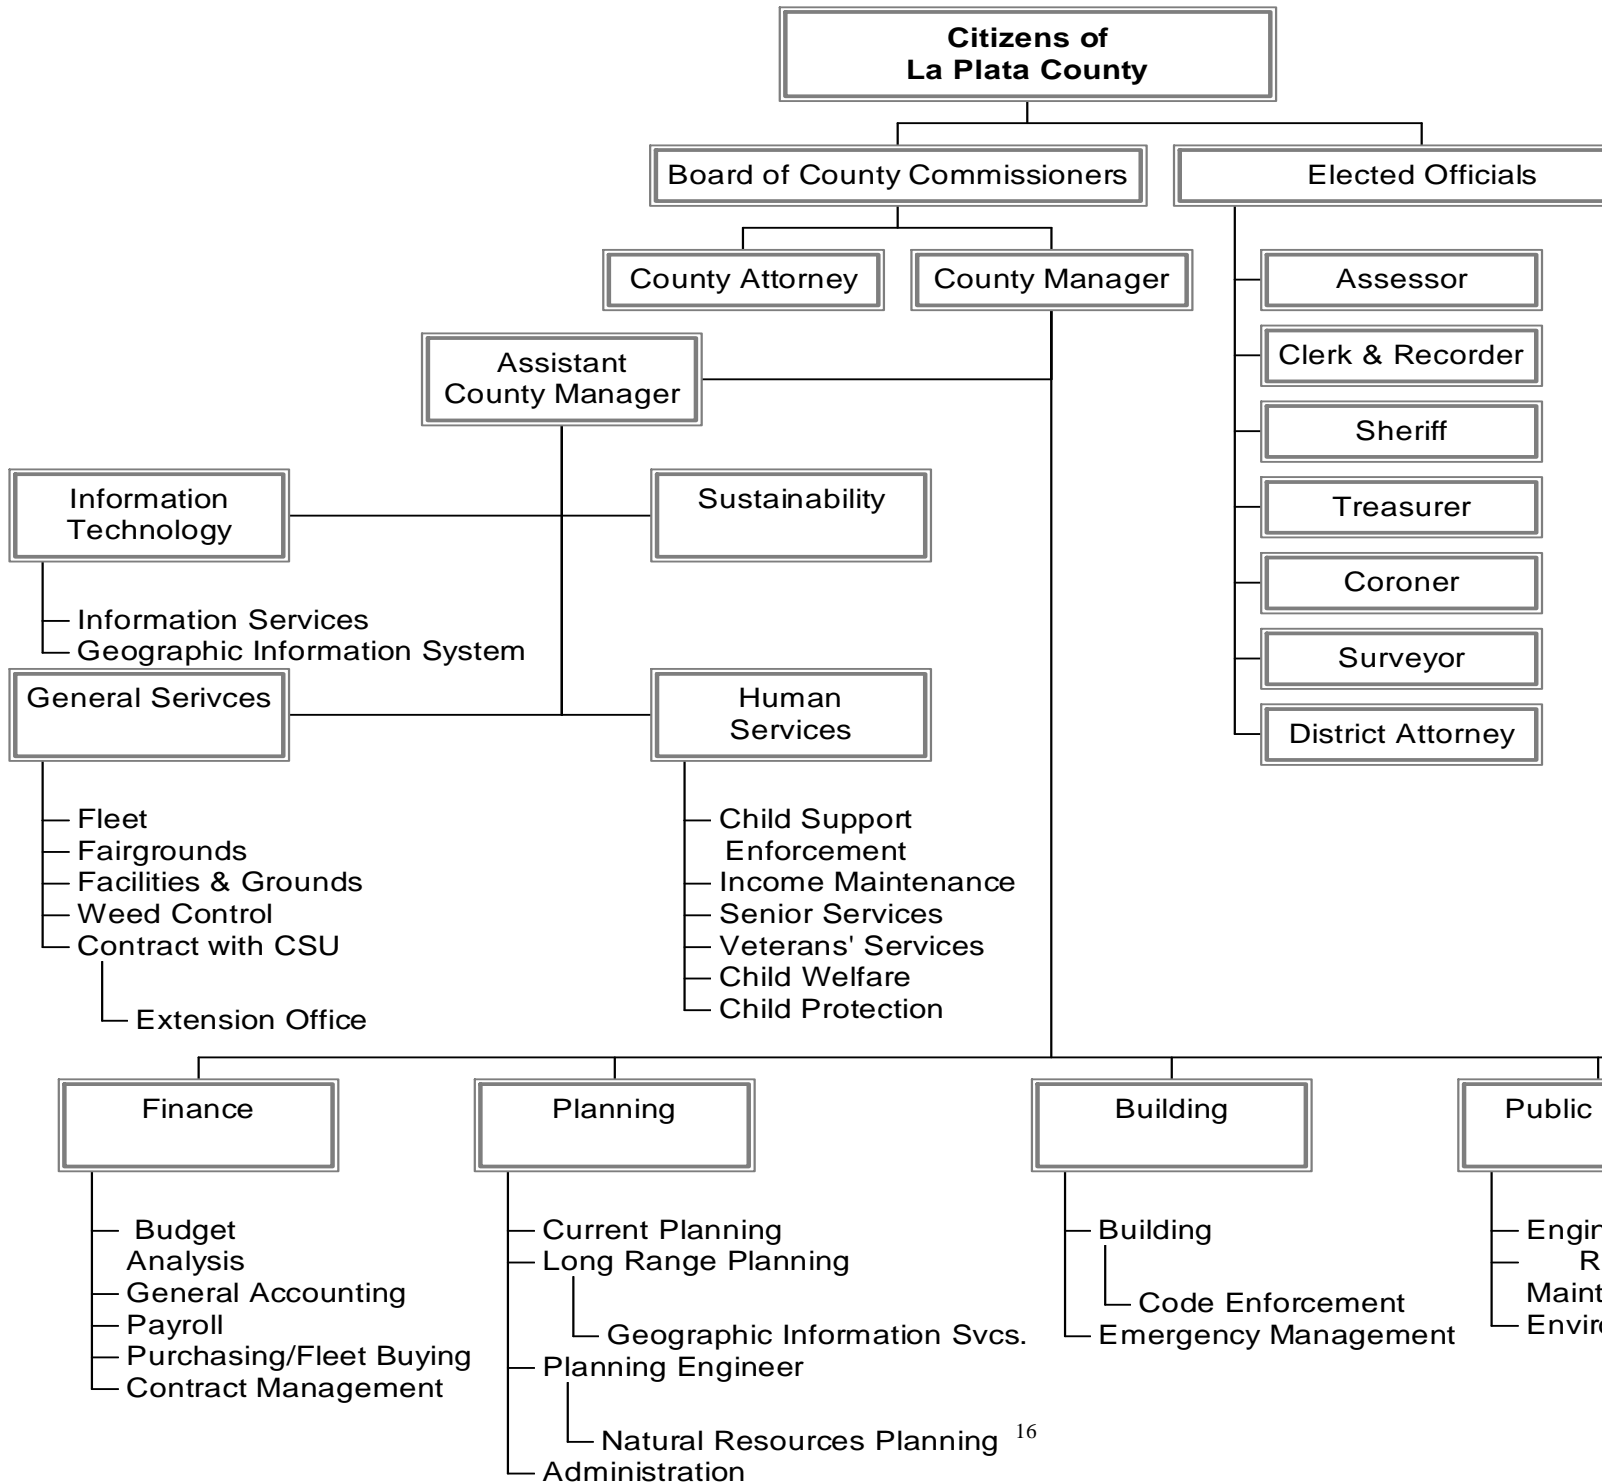 Citizens of
La Plata County
Board of County Commissioners
Elected Officials
County Attorney
County Manager
Assessor
Clerk & Recorder
Sheriff
Treasurer
Coroner
Surveyor
District Attorney
Assistant
County Manager
Information
Technology
Sustainability
Information Services
Geographic Information System
General Serivces
Human
Services
Fleet
Fairgrounds
Facilities & Grounds
Weed Control
Contract with CSU
Extension Office
Child Support
Enforcement
Income Maintenance
Senior Services
Veterans' Services
Child Welfare
Child Protection
Finance
Budget
Analysis
General Accounting
Payroll
Purchasing/Fleet Buying
Contract Management
Planning
Current Planning
Long Range Planning
Geographic Information Svcs.
Planning Engineer
Natural Resources Planning
Administration
Building
Building
Code Enforcement
Emergency Management
Public
16